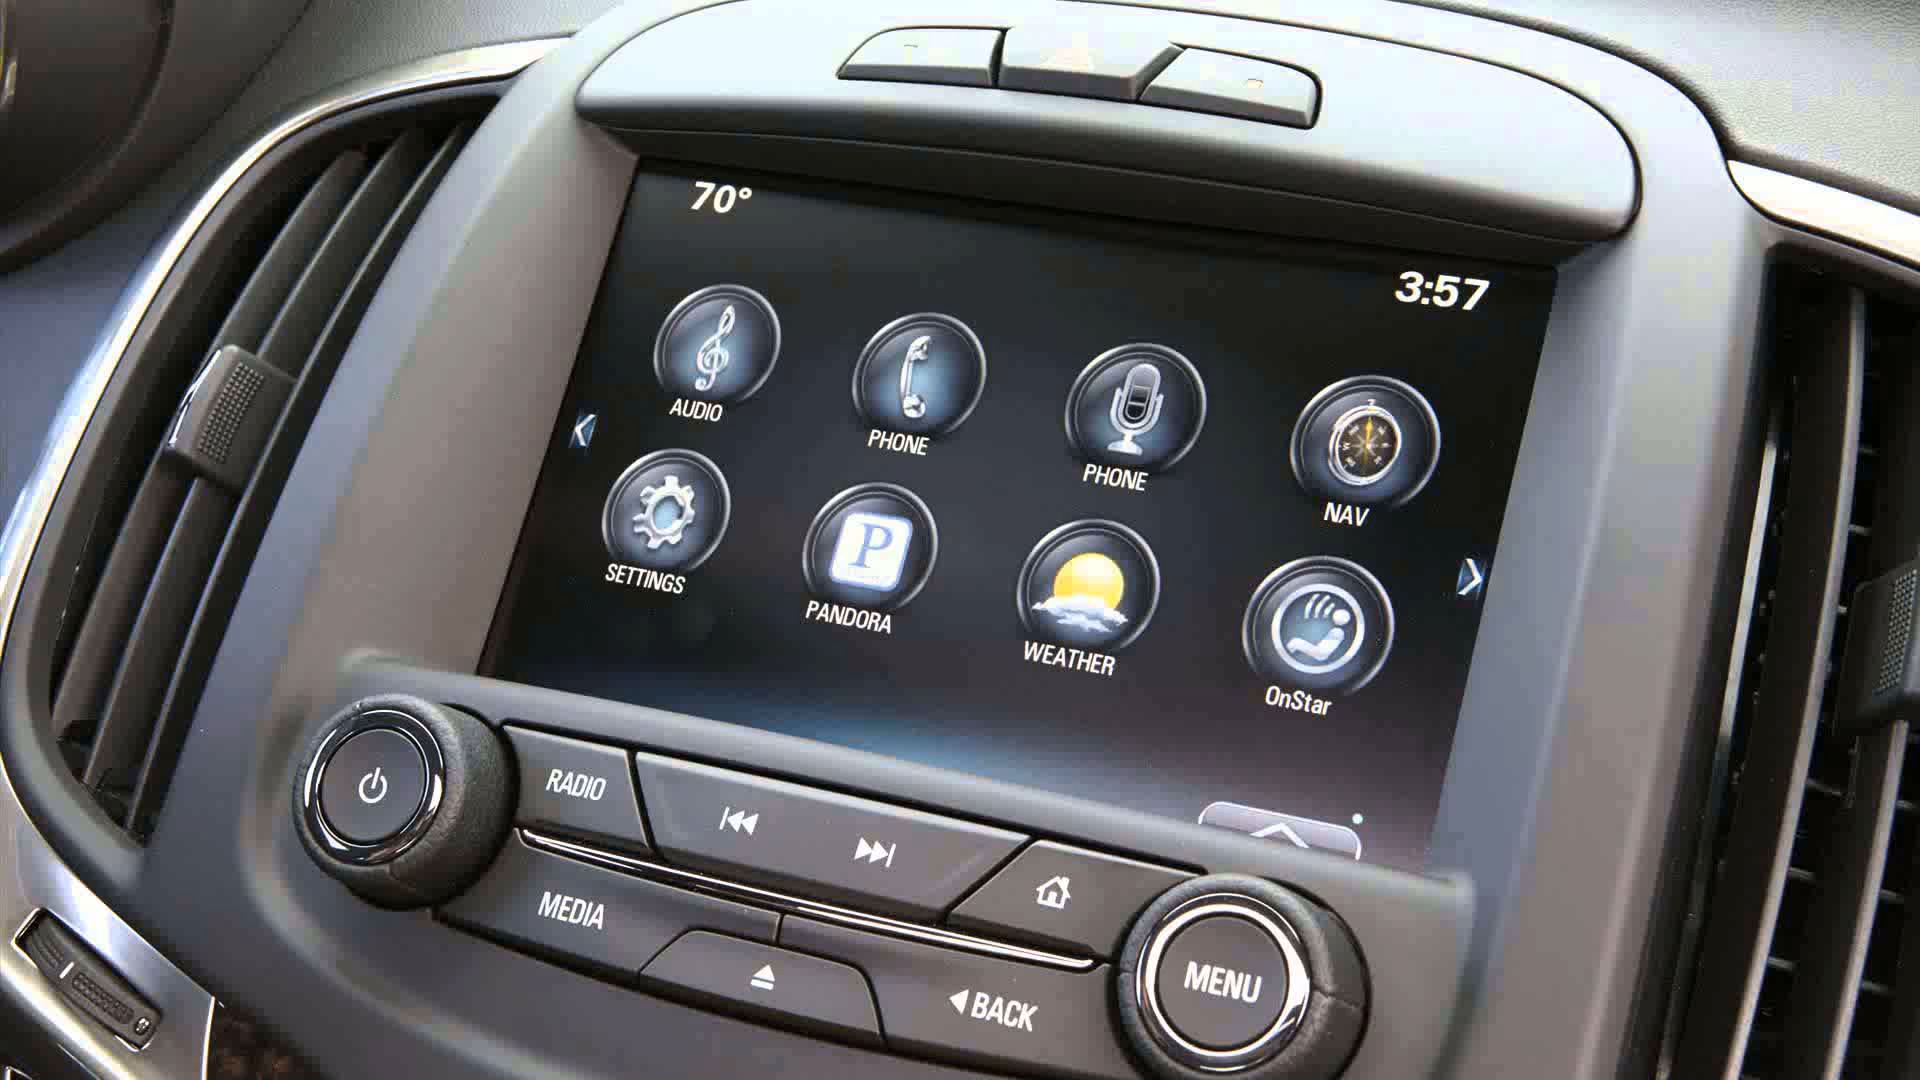 70°
3:57
AUDIO
PHONE
PHONE
NAV
SETTINGS
P
PANDORA
WEATHER
OnStar
RADIO
MEDIA
BACK
MENU